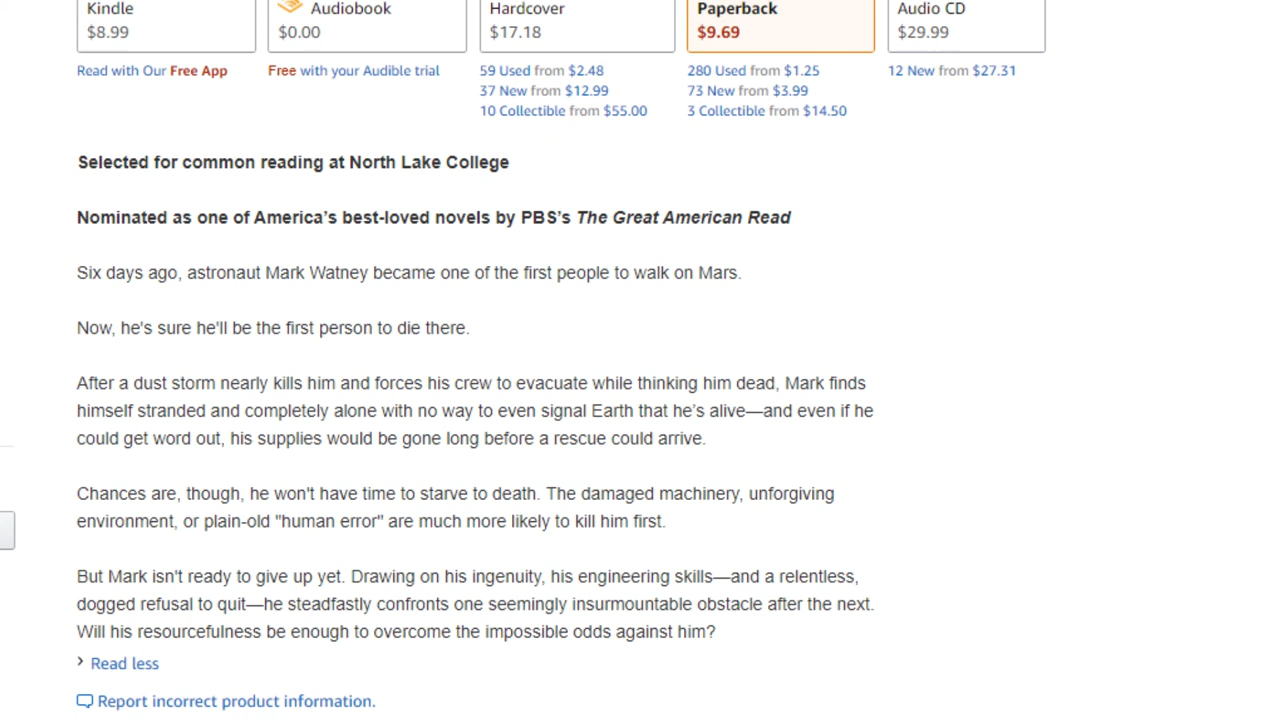 Kindle Audiobook Hardcover Paperback Audio CD
$8.99 $0.00 $17.18 $9.69 $29.99
Read with Our Free App Free with your Audible trial 59 Used from $2.48 280 Used from $1.25 12 New from $27.31
37 New from $12.99 73 New from $3.99
10 Collectible from $55.00 3 Collectible from $14.50
Selected for common reading at North Lake College
Nominated as one of America’s best-loved novels by PBS’s The Great American Read
Six days ago, astronaut Mark Watney became one of the first people to walk on Mars.
Now, he's sure he'll be the first person to die there.
After a dust storm nearly kills him and forces his crew to evacuate while thinking him dead, Mark finds
himself stranded and completely alone with no way to even signal Earth that he’s alive—and even if he
could get word out, his supplies would be gone long before a rescue could arrive.
Chances are, though, he won't have time to starve to death. The damaged machinery, unforgiving
environment, or plain-old "human error" are much more likely to kill him first.
But Mark isn't ready to give up yet. Drawing on his ingenuity, his engineering skills—and a relentless,
dogged refusal to quit—he steadfastly confronts one seemingly insurmountable obstacle after the next.
Will his resourcefulness be enough to overcome the impossible odds against him?
Read less
Report incorrect product information.